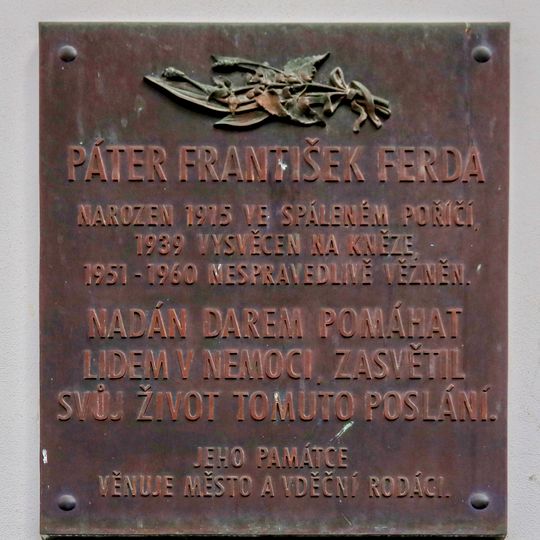 PÁTER FRANTIŠEK FERDA
NAROZEN 1915 VE SPÁLENÉM POŘÍČÍ,
1939 VYSVĚCEN NA KNĚZE,
1951-1960 NESPRAVEDLIVĚ VĚZNĚN.
NADÁN DAREM POMÁHAT
LIDEM V NEMOCI, ZASVĚTIL
SVŮJ ŽIVOT TOMUTO POSLÁNÍ.
JEHO PAMÁTCE
VĚNUJE MĚSTO A VDĚČNÍ RODÁCI.